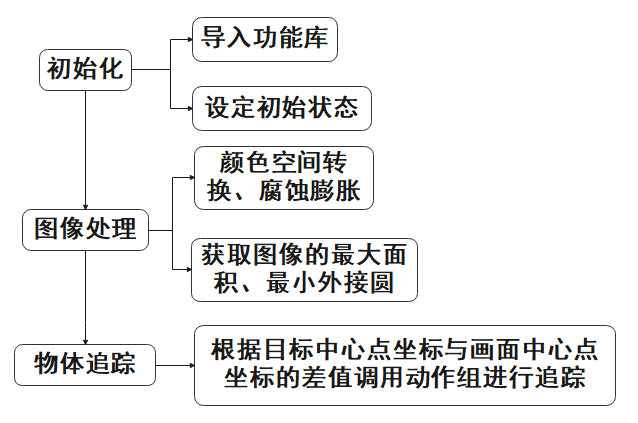 导入功能库
初始化
设定初始状态
颜色空间转
换、腐蚀膨胀
图像处理
获取图像的最大面
积、最小外接圆
物体追踪
根据目标中心点坐标与画面中心点
坐标的差值调用动作组进行追踪